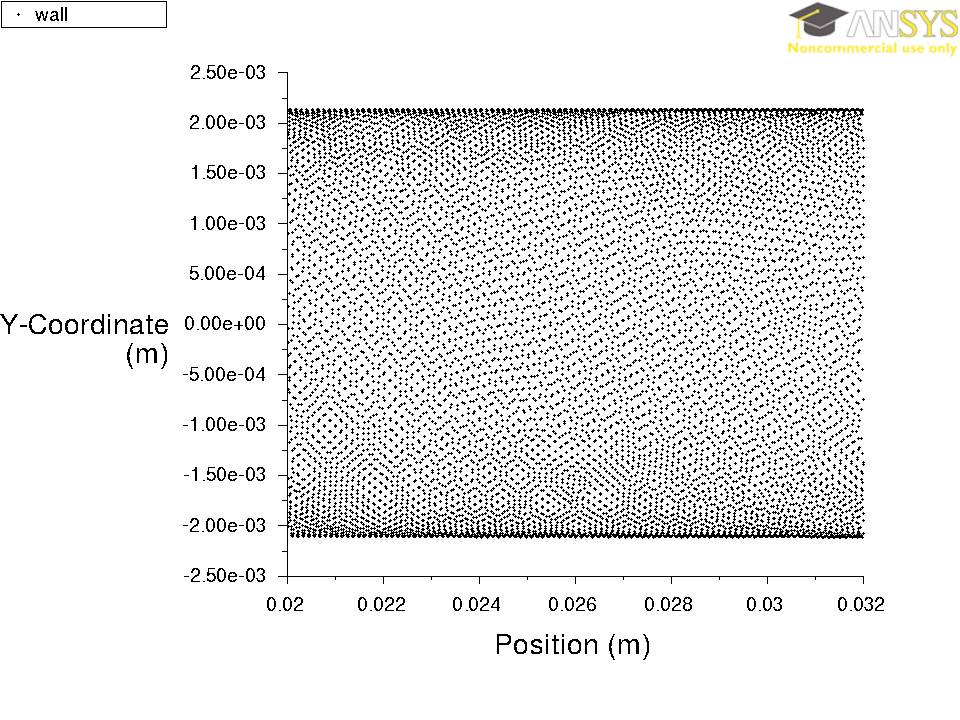 wall
ANSYS
Noncommercial use only
2.50e-03
2.00e-03
1.50e-03
1.00e-03
5.00e-04
Y-Coordinate
(m)
0.00e+00
-5.00e-04
-1.00e-03
-1.50e-03
-2.00e-03
-2.50e-03
0.02 0.022 0.024 0.026 0.028 0.03 0.032
Position (m)